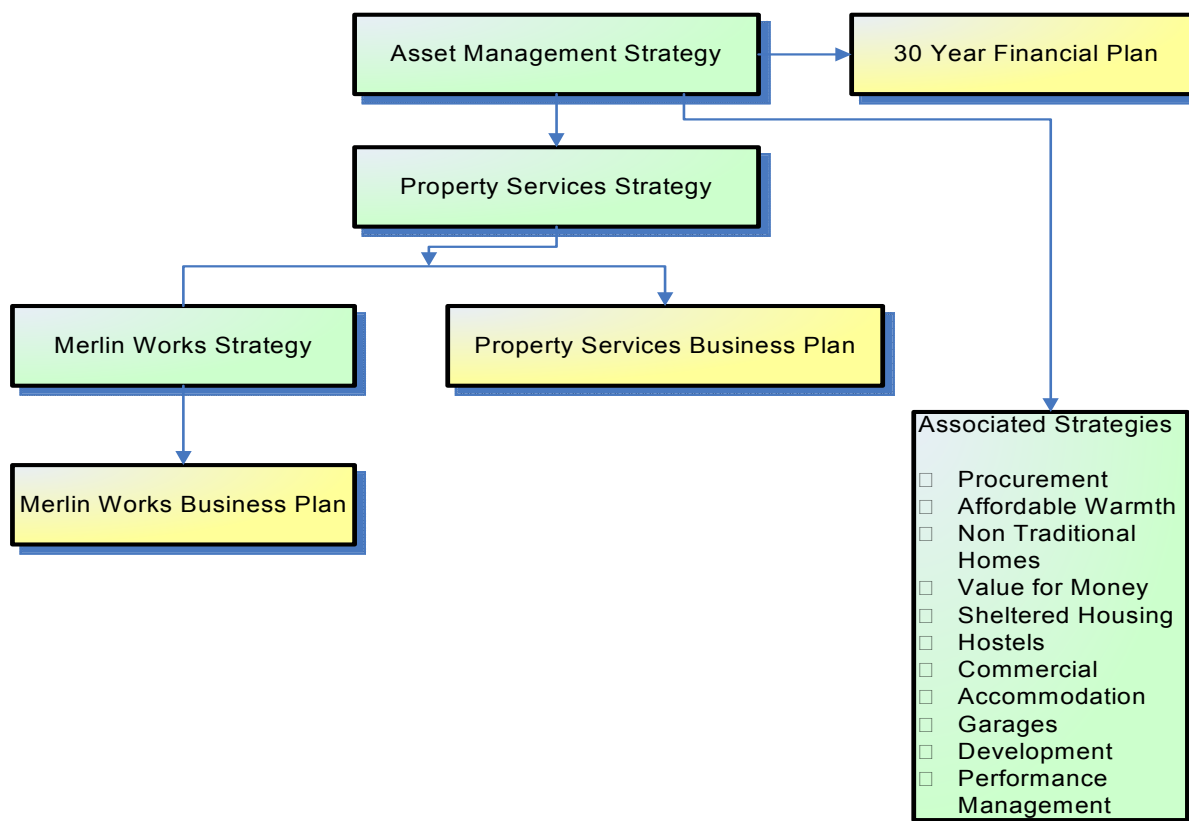 Asset Management Strategy
30 Year Financial Plan
Property Services Strategy
Merlin Works Strategy
Property Services Business Plan
Merlin Works Business Plan
Associated Strategies
Procurement
Affordable Warmth
Non Traditional
Homes
Value for Money
Sheltered Housing
Hostels
Commercial
Accommodation
Garages
Development
Performance
Management